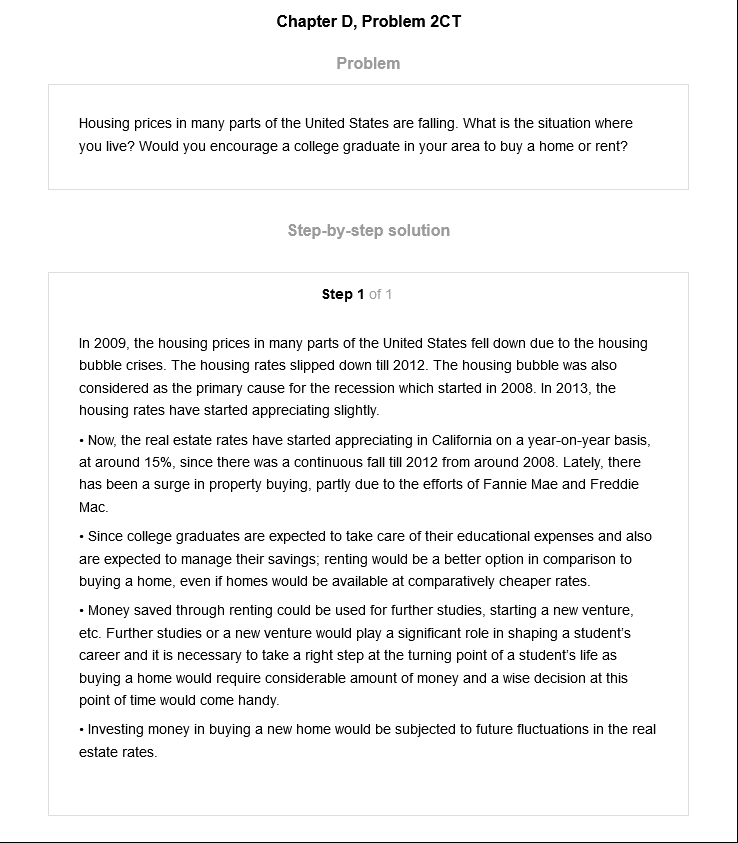 Chapter D, Problem 2CT
Problem
Housing prices in many parts of the United States are falling. What is the situation where
you live? Would you encourage a college graduate in your area to buy a home or rent?
Step-by-step solution
Step 1 of 1
In 2009, the housing prices in many parts of the United States fell down due to the housing
bubble crises. The housing rates slipped down till 2012. The housing bubble was also
considered as the primary cause for the recession which started in 2008. In 2013, the
housing rates have started appreciating slightly.
• Now, the real estate rates have started appreciating in California on a year-on-year basis,
at around 15%, since there was a continuous fall till 2012 from around 2008. Lately, there
has been a surge in property buying, partly due to the efforts of Fannie Mae and Freddie
Mac.
• Since college graduates are expected to take care of their educational expenses and also
are expected to manage their savings; renting would be a better option in comparison to
buying a home, even if homes would be available at comparatively cheaper rates.
• Money saved through renting could be used for further studies, starting a new venture,
etc. Further studies or a new venture would play a significant role in shaping a student's
career and it is necessary to take a right step at the turning point of a student's life as
buying a home would require considerable amount of money and a wise decision at this
point of time would come handy.
• Investing money in buying a new home would be subjected to future fluctuations in the real
estate rates.